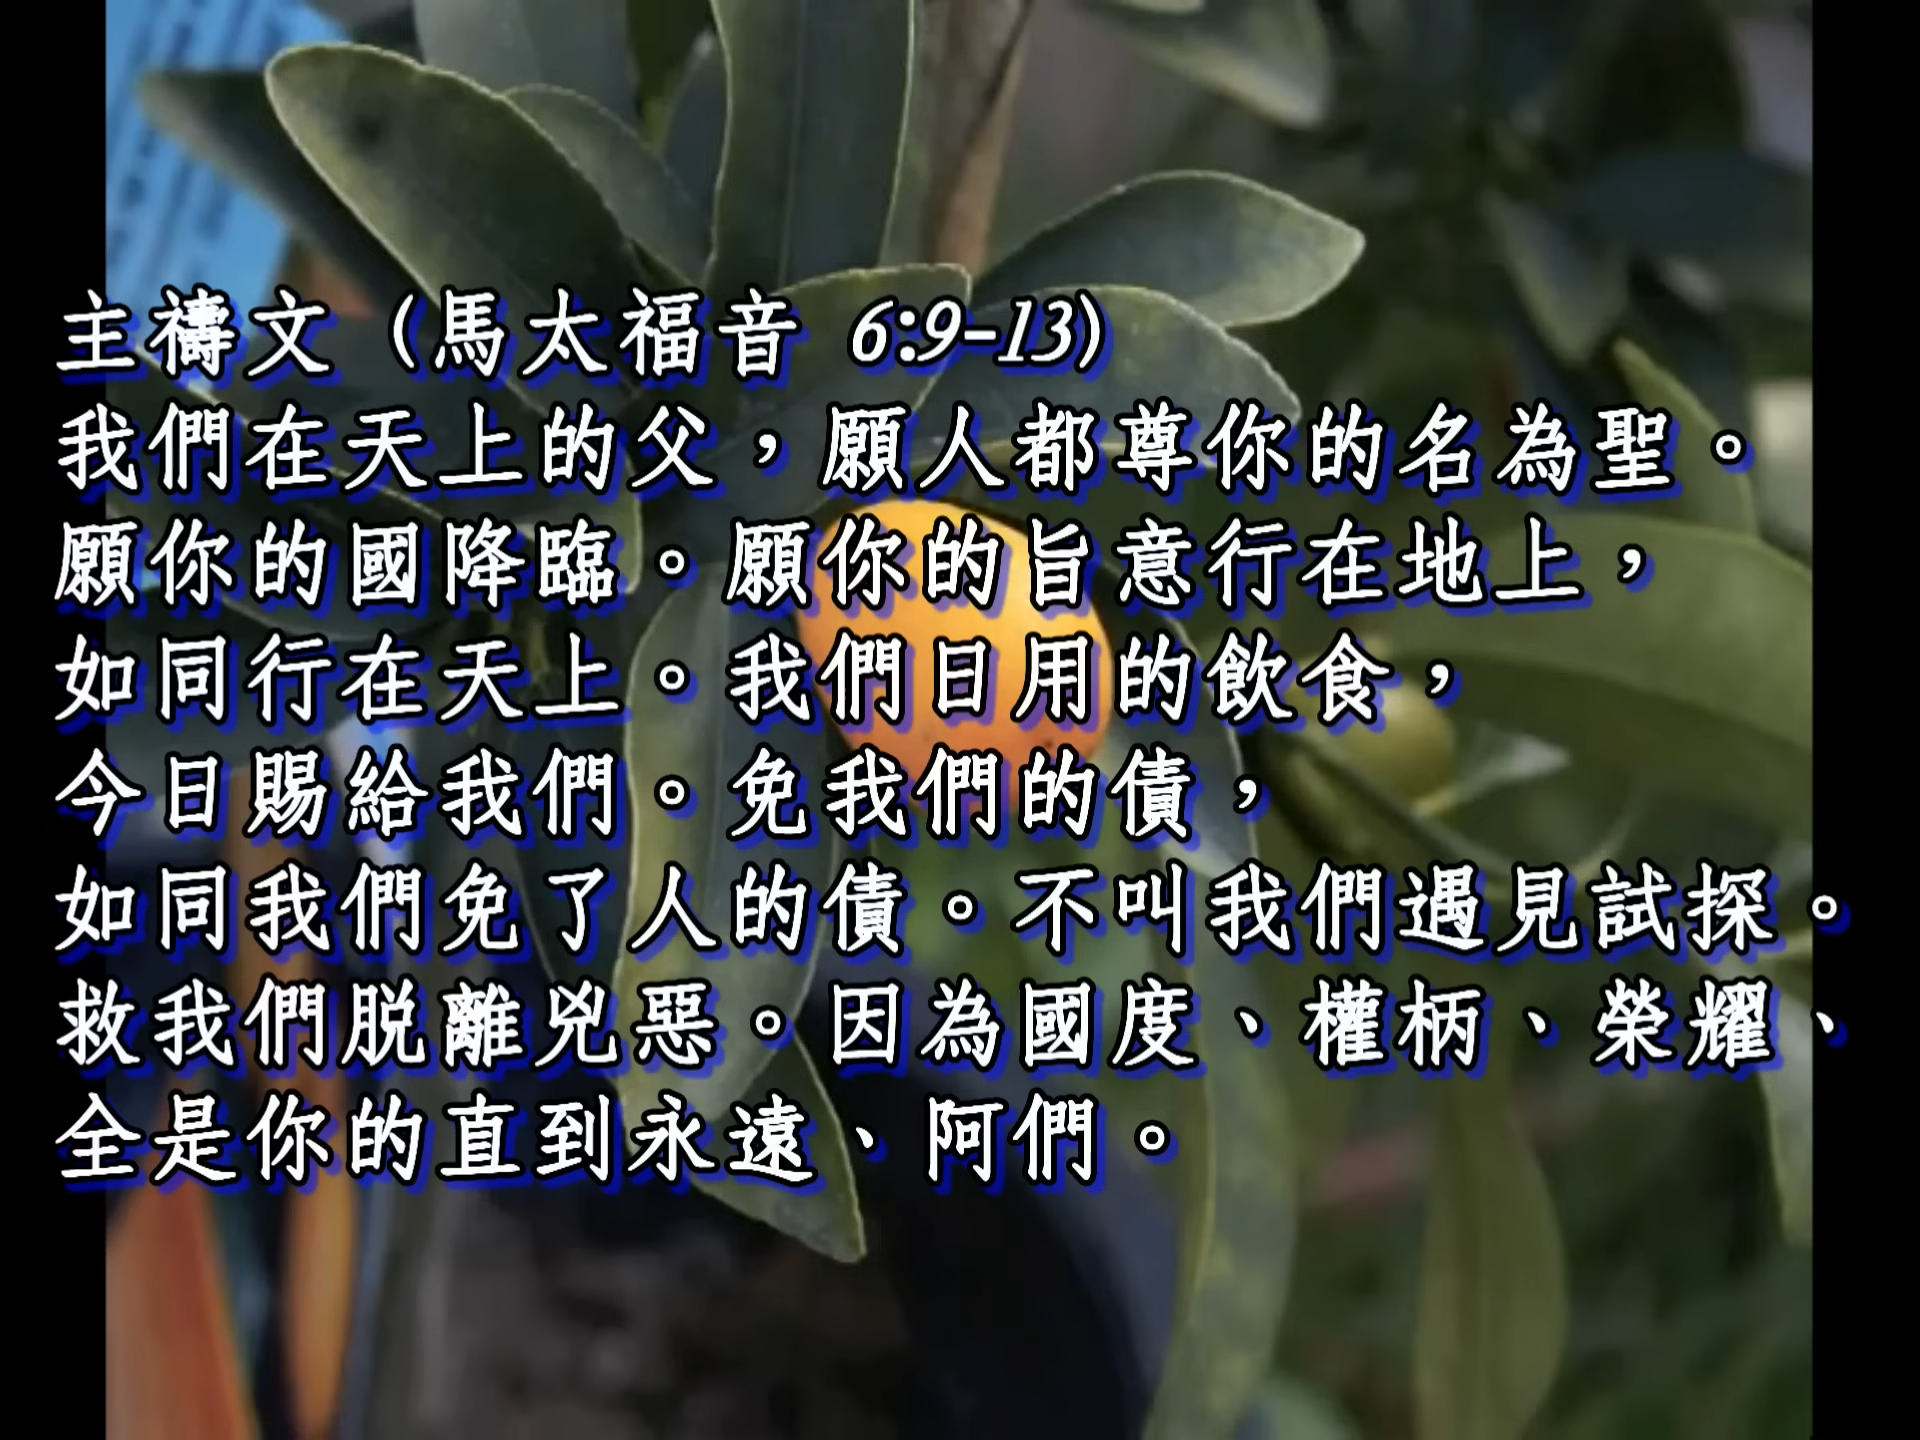 主禱文（馬太福音 6:9-13）
我們在天上的父，願人都尊你的名為聖。
願你的國降臨。願你的旨意行在地上，
如同行在天上。我們日用的飲食，
今日賜給我們。免我們的債，
如同我們免了人的債。不叫我們遇見試探。
救我們脱離兇惡。因為國度、權柄、榮耀、
全是你的直到永遠、阿們。